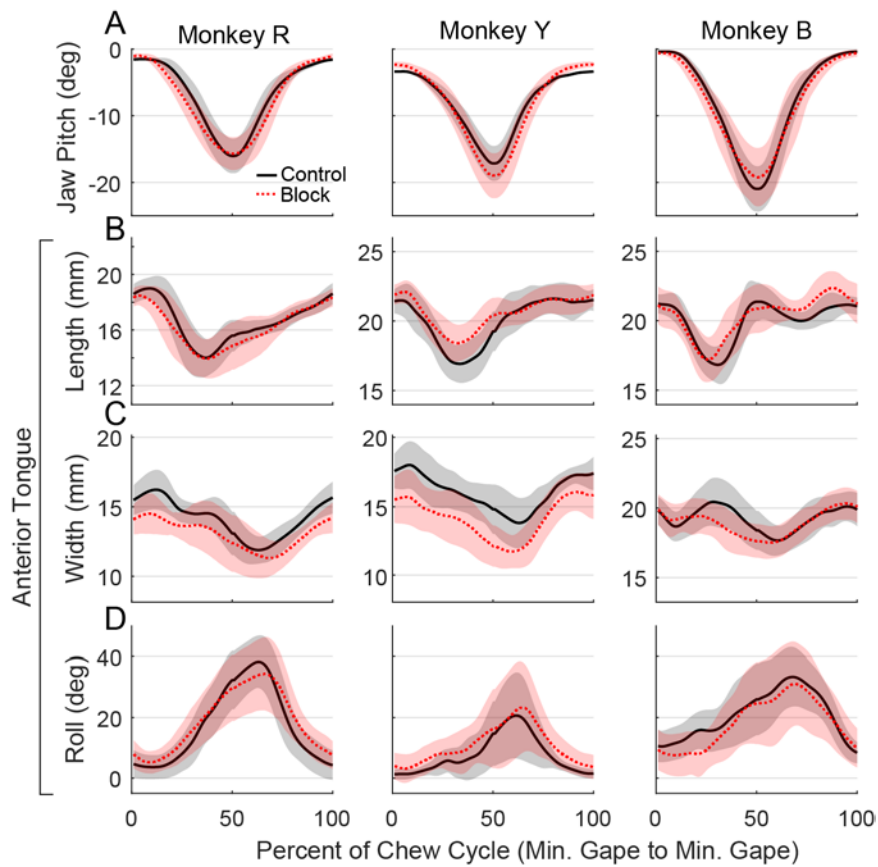 A
Monkey R
Monkey Y
Monkey B
Jaw Pitch (deg)
0
-10
-20
Control
Block
Anterior Tongue
B
Length (mm)
20
18
16
14
12
25
20
15
25
20
15
C
Width (mm)
20
15
10
20
15
10
25
20
15
D
Roll (deg)
40
20
0
0
50
100
0
50
100
0
50
100
Percent of Chew Cycle (Min. Gape to Min. Gape)